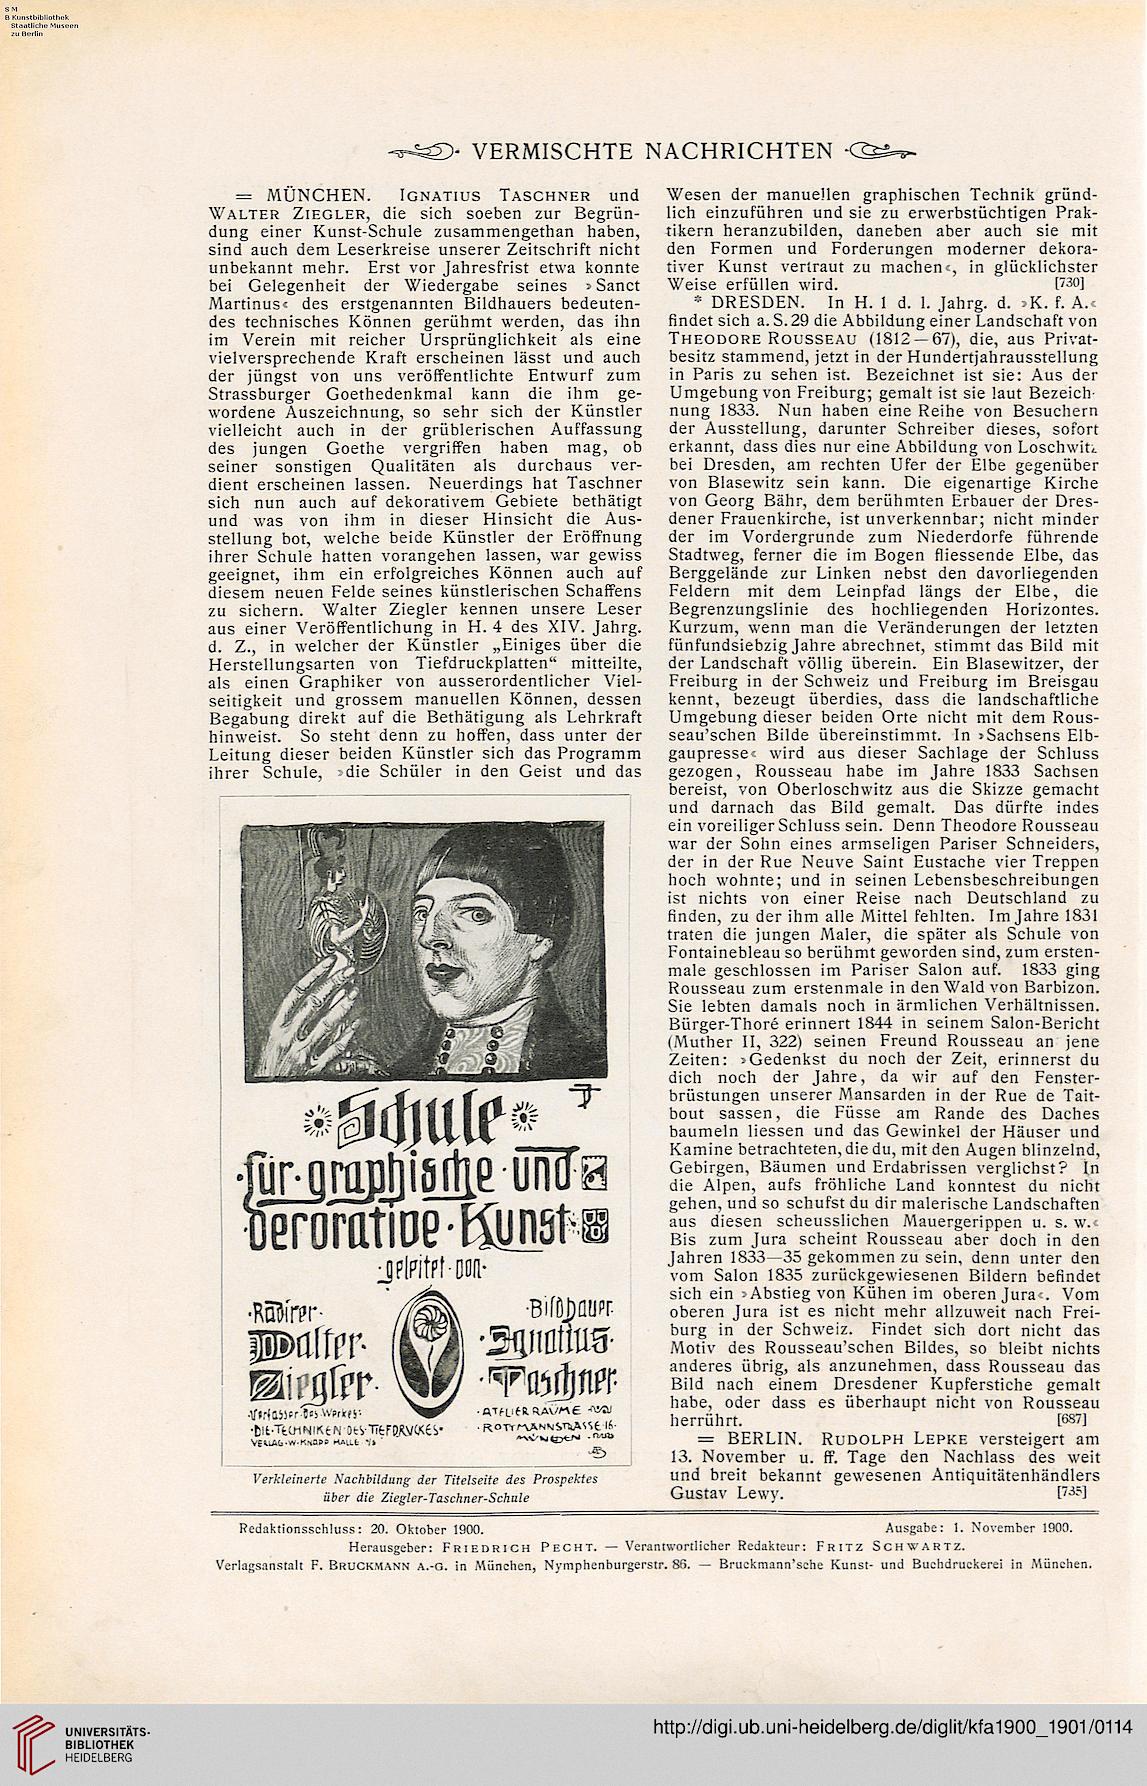 S M
B Kunstbibliothek
Staatliche Museen
zu Berlin
VERMISCHTE NACHRICHTEN
= MÜNCHEN. IGNATIUS TASCHNER und
WALTER ZIEGLER, die sich soeben zur Begrün-
dung einer Kunst-Schule zusammengethan haben,
sind auch dem Leserkreise unserer Zeitschrift nicht
unbekannt mehr. Erst vor Jahresfrist etwa konnte
bei Gelegenheit der Wiedergabe seines »Sanct
Martinus« des erstgenannten Bildhauers bedeuten-
des technisches Können gerühmt werden, das ihn
im Verein mit reicher Ursprünglichkeit als eine
vielversprechende Kraft erscheinen lässt und auch
der jüngst von uns veröffentlichte Entwurf zum
Strassburger Goethedenkmal kann die ihm ge-
wordene Auszeichnung, so sehr sich der Künstler
vielleicht auch in der grüblerischen Auffassung
des jungen Goethe vergriffen haben mag, ob
seiner sonstigen Qualitäten als durchaus ver-
dient erscheinen lassen. Neuerdings hat Taschner
sich nun auch auf dekorativem Gebiete bethätigt
und was von ihm in dieser Hinsicht die Aus-
stellung bot, welche beide Künstler der Eröffnung
ihrer Schule hatten vorangehen lassen, war gewiss
geeignet, ihm ein erfolgreiches Können auch auf
diesem neuen Felde seines künstlerischen Schaffens
zu sichern. Walter Ziegler kennen unsere Leser
aus einer Veröffentlichung in H. 4 des XIV. Jahrg.
d. Z., in welcher der Künstler „Einiges über die
Herstellungsarten von Tiefdruckplatten“ mitteilte,
als einen Graphiker von ausserordentlicher Viel-
seitigkeit und grossem manuellen Können, dessen
Begabung direkt auf die Bethätigung als Lehrkraft
hinweist. So steht denn zu hoffen, dass unter der
Leitung dieser beiden Künstler sich das Programm
ihrer Schule, »die Schüler in den Geist und das
Schule
für·graphische·und
dekorative·Kunst
·geleitet·von·
·Radirer·
Walter·
Ziegler·
·Verfasser·des·Werkes:
·DIE·TECHNIKEN·DES·TIEFDRVCKES·
VERLAG·W·KNAPP HALLE ·/s
·Bildhauer·
·Ignatius·
·Taschner·
·ATELIER RAVME
·ROTTMANNSTRASSE 16·
MÜNCHEN
Verkleinerte Nachbildung der Titelseite des Prospektes
über die Ziegler-Taschner-Schule
Wesen der manuellen graphischen Technik gründ-
lich einzuführen und sie zu erwerbstüchtigen Prak-
tikern heranzubilden, daneben aber auch sie mit
den Formen und Forderungen moderner dekora-
tiver Kunst vertraut zu machen«, in glücklichster
Weise erfüllen wird. [730]
* DRESDEN. In H. 1 d. l. Jahrg. d. »K. f. A.«
findet sich a. S. 29 die Abbildung einer Landschaft von
THEODORE ROUSSEAU (1812—67), die, aus Privat-
besitz stammend, jetzt in der Hundertjahrausstellung
in Paris zu sehen ist. Bezeichnet ist sie: Aus der
Umgebung von Freiburg; gemalt ist sie laut Bezeich-
nung 1833. Nun haben eine Reihe von Besuchern
der Ausstellung, darunter Schreiber dieses, sofort
erkannt, dass dies nur eine Abbildung von Loschwitz
bei Dresden, am rechten Ufer der Elbe gegenüber
von Blasewitz sein kann. Die eigenartige Kirche
von Georg Bähr, dem berühmten Erbauer der Dres-
dener Frauenkirche, ist unverkennbar; nicht minder
der im Vordergrunde zum Niederdorfe führende
Stadtweg, ferner die im Bogen fliessende Elbe, das
Berggelände zur Linken nebst den davorliegenden
Feldern mit dem Leinpfad längs der Elbe, die
Begrenzungslinie des hochliegenden Horizontes.
Kurzum, wenn man die Veränderungen der letzten
fünfundsiebzig Jahre abrechnet, stimmt das Bild mit
der Landschaft völlig überein. Ein Blasewitzer, der
Freiburg in der Schweiz und Freiburg im Breisgau
kennt, bezeugt überdies, dass die landschaftliche
Umgebung dieser beiden Orte nicht mit dem Rous-
seau'schen Bilde übereinstimmt. In »Sachsens Elb-
gaupresse« wird aus dieser Sachlage der Schluss
gezogen, Rousseau habe im Jahre 1833 Sachsen
bereist, von Oberloschwitz aus die Skizze gemacht
und darnach das Bild gemalt. Das dürfte indes
ein voreiliger Schluss sein. Denn Theodore Rousseau
war der Sohn eines armseligen Pariser Schneiders,
der in der Rue Neuve Saint Eustache vier Treppen
hoch wohnte; und in seinen Lebensbeschreibungen
ist nichts von einer Reise nach Deutschland zu
finden, zu der ihm alle Mittel fehlten. Im Jahre 1831
traten die jungen Maler, die später als Schule von
Fontainebleau so berühmt geworden sind, zum ersten-
male geschlossen im Pariser Salon auf. 1833 ging
Rousseau zum erstenmale in den Wald von Barbizon.
Sie lebten damals noch in ärmlichen Verhältnissen.
Bürger-Thoré erinnert 1844 in seinem Salon-Bericht
(Muther II, 322) seinen Freund Rousseau an jene
Zeiten: »Gedenkst du noch der Zeit, erinnerst du
dich noch der Jahre, da wir auf den Fenster-
brüstungen unserer Mansarden in der Rue de Tait-
bout sassen, die Füsse am Rande des Daches
baumeln liessen und das Gewinkel der Häuser und
Kamine betrachteten, die du, mit den Augen blinzelnd,
Gebirgen, Bäumen und Erdabrissen verglichst? In
die Alpen, aufs fröhliche Land konntest du nicht
gehen, und so schufst du dir malerische Landschaften
aus diesen scheusslichen Mauergerippen u. s. w.«
Bis zum Jura scheint Rousseau aber doch in den
Jahren 1833—35 gekommen zu sein, denn unter den
vom Salon 1835 zurückgewiesenen Bildern befindet
sich ein »Abstieg von Kühen im oberen Jura«. Vom
oberen Jura ist es nicht mehr allzuweit nach Frei-
burg in der Schweiz. Findet sich dort nicht das
Motiv des Rousseau'schen Bildes, so bleibt nichts
anderes übrig, als anzunehmen, dass Rousseau das
Bild nach einem Dresdener Kupferstiche gemalt
habe, oder dass es überhaupt nicht von Rousseau
herrührt. [687]
= BERLIN. RUDOLPH LEPKE versteigert am
13. November u. ff. Tage den Nachlass des weit
und breit bekannt gewesenen Antiquitätenhändlers
Gustav Lewy. [735]
Redaktionsschluss: 20. Oktober 1900. Ausgabe: 1. November 1900.
Herausgeber: FRIEDRICH PECHT. — Verantwortlicher Redakteur: FRITZ SCHWARTZ.
Verlagsanstalt F. BRUCKMANN A.-G. in München, Nymphenburgerstr. 86. — Bruckmann'sche Kunst- und Buchdruckerei in München.
UNIVERSITÄTS-
BIBLIOTHEK
HEIDELBERG
http://digi.ub.uni-heidelberg.de/diglit/kfa1900_1901/0114